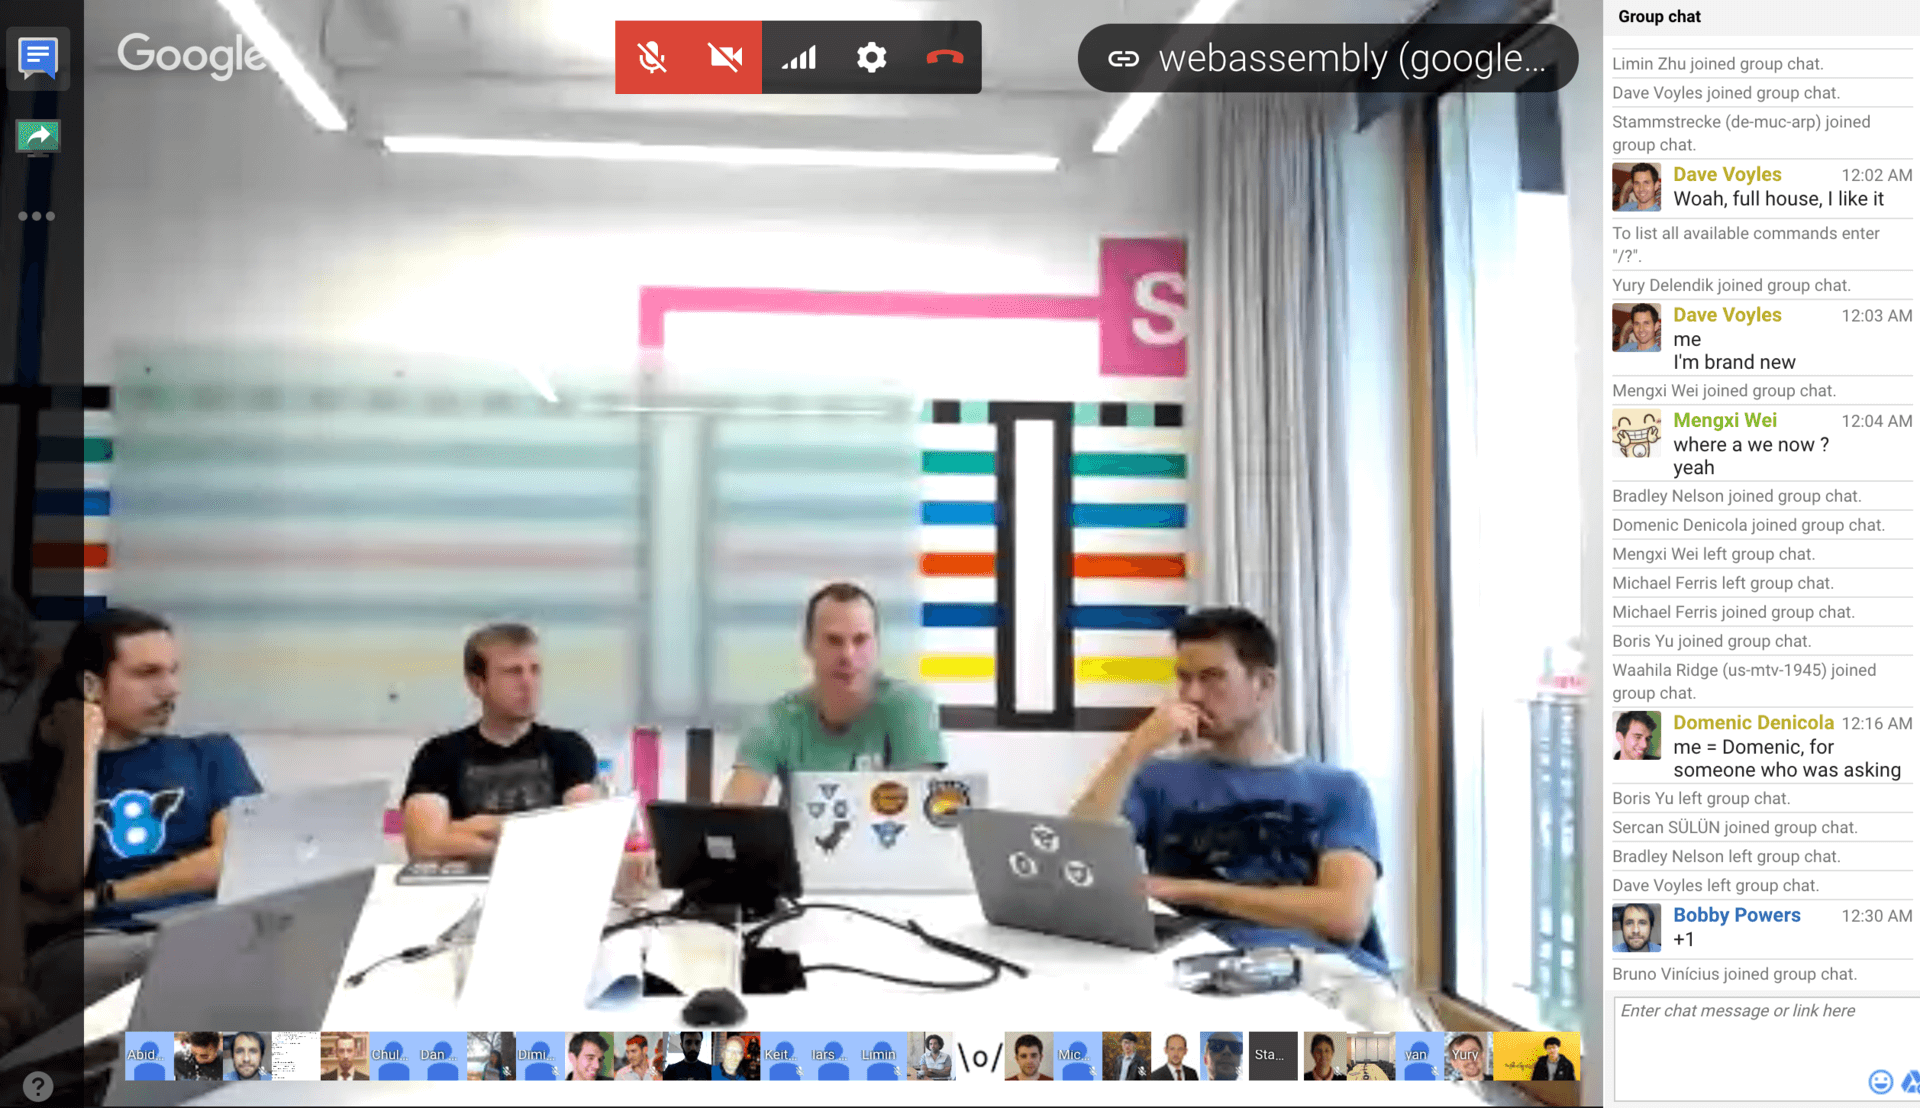 Google
webassembly (google...
S
8
Group chat
Limin Zhu joined group chat.
Dave Voyles joined group chat.
Stammstrecke (de-muc-arp) joined
group chat.
Dave Voyles 12:02 AM
Woah, full house, I like it
To list all available commands enter
"/?".
Yury Delendik joined group chat.
Dave Voyles 12:03 AM
me
I'm brand new
Mengxi Wei joined group chat.
Mengxi Wei 12:04 AM
where a we now ?
yeah
Bradley Nelson joined group chat.
Domenic Denicola joined group chat.
Mengxi Wei left group chat.
Michael Ferris left group chat.
Michael Ferris joined group chat.
Boris Yu joined group chat.
Waahila Ridge (us-mtv-1945) joined
group chat.
Domenic Denicola 12:16 AM
me = Domenic, for
someone who was asking
Boris Yu left group chat.
Sercan SÜLÜN joined group chat.
Bradley Nelson left group chat.
Dave Voyles left group chat.
Bobby Powers 12:30 AM
+1
Bruno Vinícius joined group chat.
Enter chat message or link here
Abid... Chul... Dan ... Dimi... Keit... lars... Limin \o/ Mic... Sta... yan Yury
?